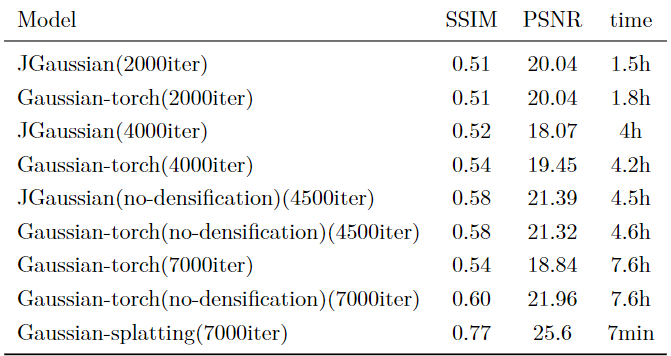 Model SSIM PSNR time
JGaussian(2000iter) 0.51 20.04 1.5h
Gaussian-torch(2000iter) 0.51 20.04 1.8h
JGaussian(4000iter) 0.52 18.07 4h
Gaussian-torch(4000iter) 0.54 19.45 4.2h
JGaussian(no-densification)(4500iter) 0.58 21.39 4.5h
Gaussian-torch(no-densification)(4500iter) 0.58 21.32 4.6h
Gaussian-torch(7000iter) 0.54 18.84 7.6h
Gaussian-torch(no-densification)(7000iter) 0.60 21.96 7.6h
Gaussian-splatting(7000iter) 0.77 25.6 7min